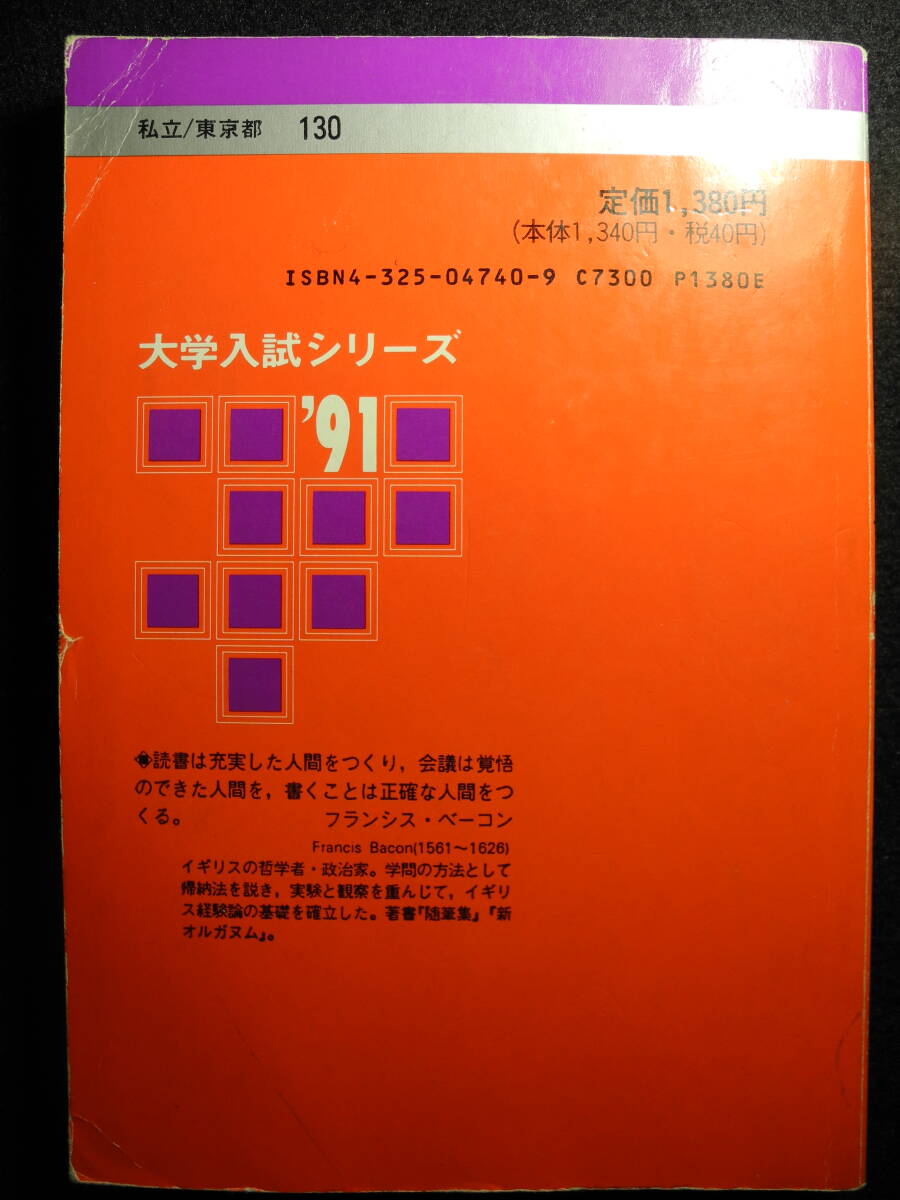 私立/東京都 130
定価1,380円
(本体1,340円・税40円)
ISBN4-325-04740-9 C7300 P1380E
大学入試シリーズ
'91
読書は充実した人間をつくり，会議は覚悟
のできた人間を，書くことは正確な人間をつ
くる。 フランシス・ベーコン
Francis Bacon(1561～1626)
イギリスの哲学者・政治家。学問の方法として
帰納法を説き，実験と観察を重んじて，イギリ
ス経験論の基礎を確立した。著書『随筆集』『新
オルガヌム』。